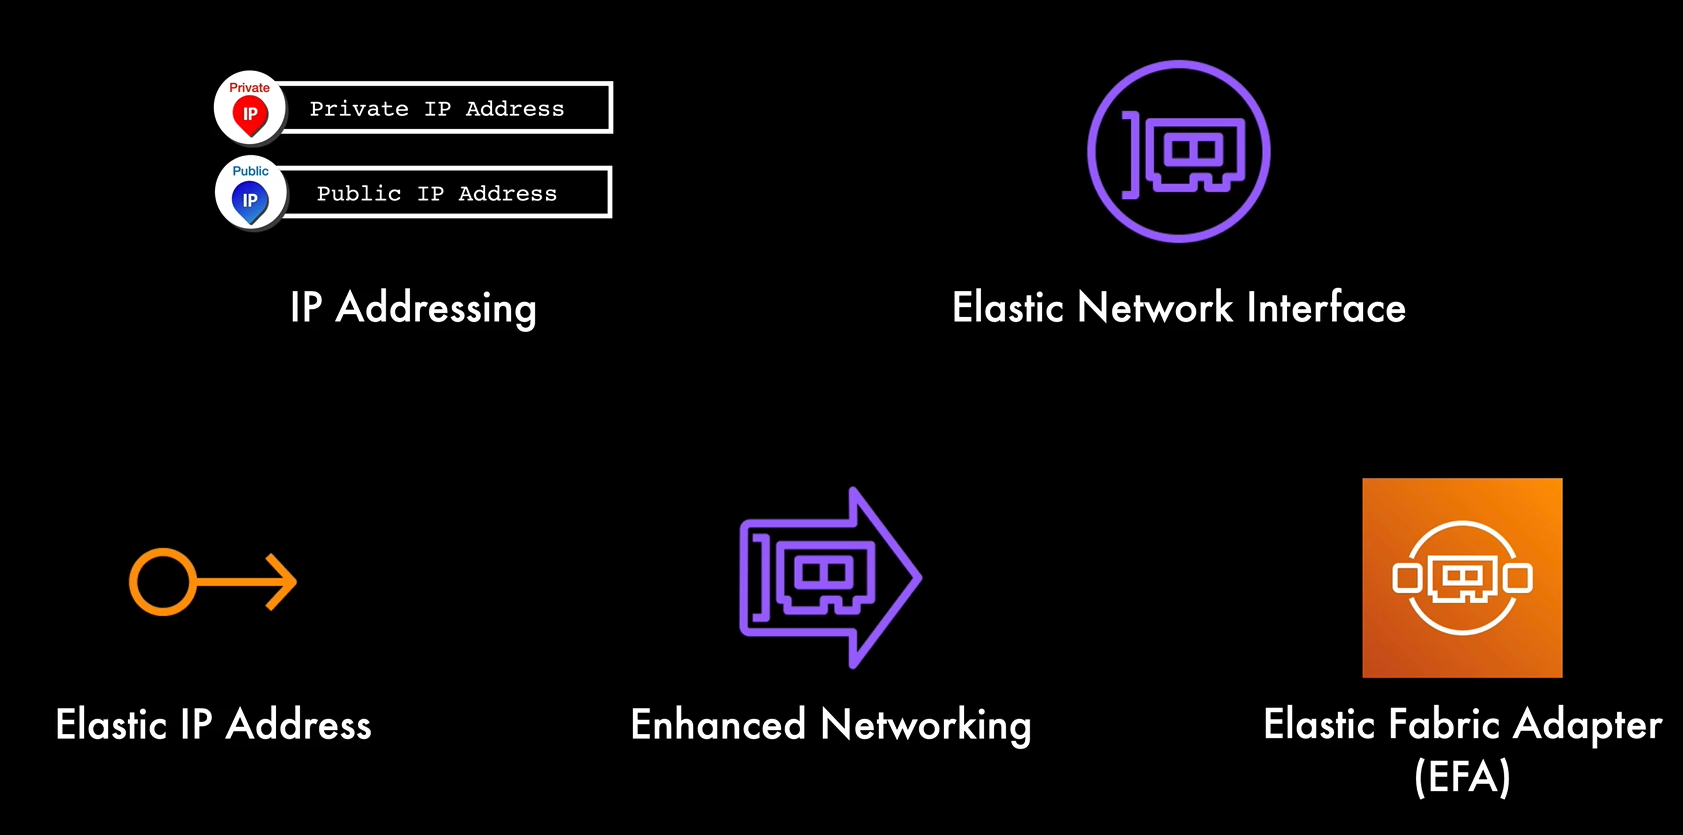 Private
IP
Private IP Address
Public
IP
Public IP Address
IP Addressing
Elastic Network Interface
Elastic IP Address
Enhanced Networking
Elastic Fabric Adapter
(EFA)